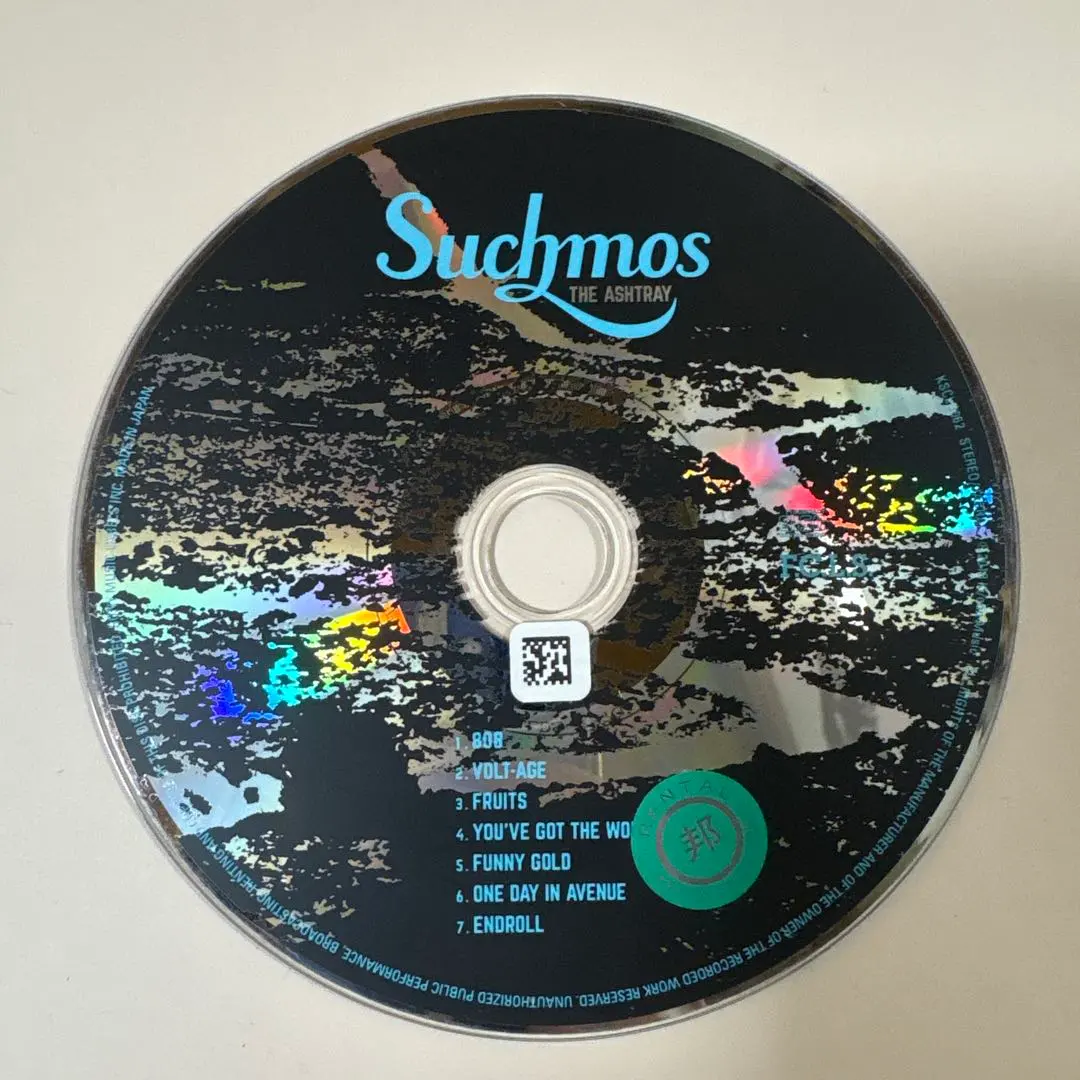 Suchmos
THE ASHTRAY
STEREO
MADE IN JAPAN.
1. 808
2. VOLT-AGE
3. FRUITS
4. YOU'VE GOT THE
5. FUNNY GOLD
6. ONE DAY IN AVENUE
7. ENDROLL
RENTAL
邦
OF THE MANUFACTURER AND OF THE OWNER OF THE RECORDED WORK RESERVED. UNAUTHORIZED PUBLIC PERFORMANCE, BROADCASTING, RENTING
PROHIBITED.